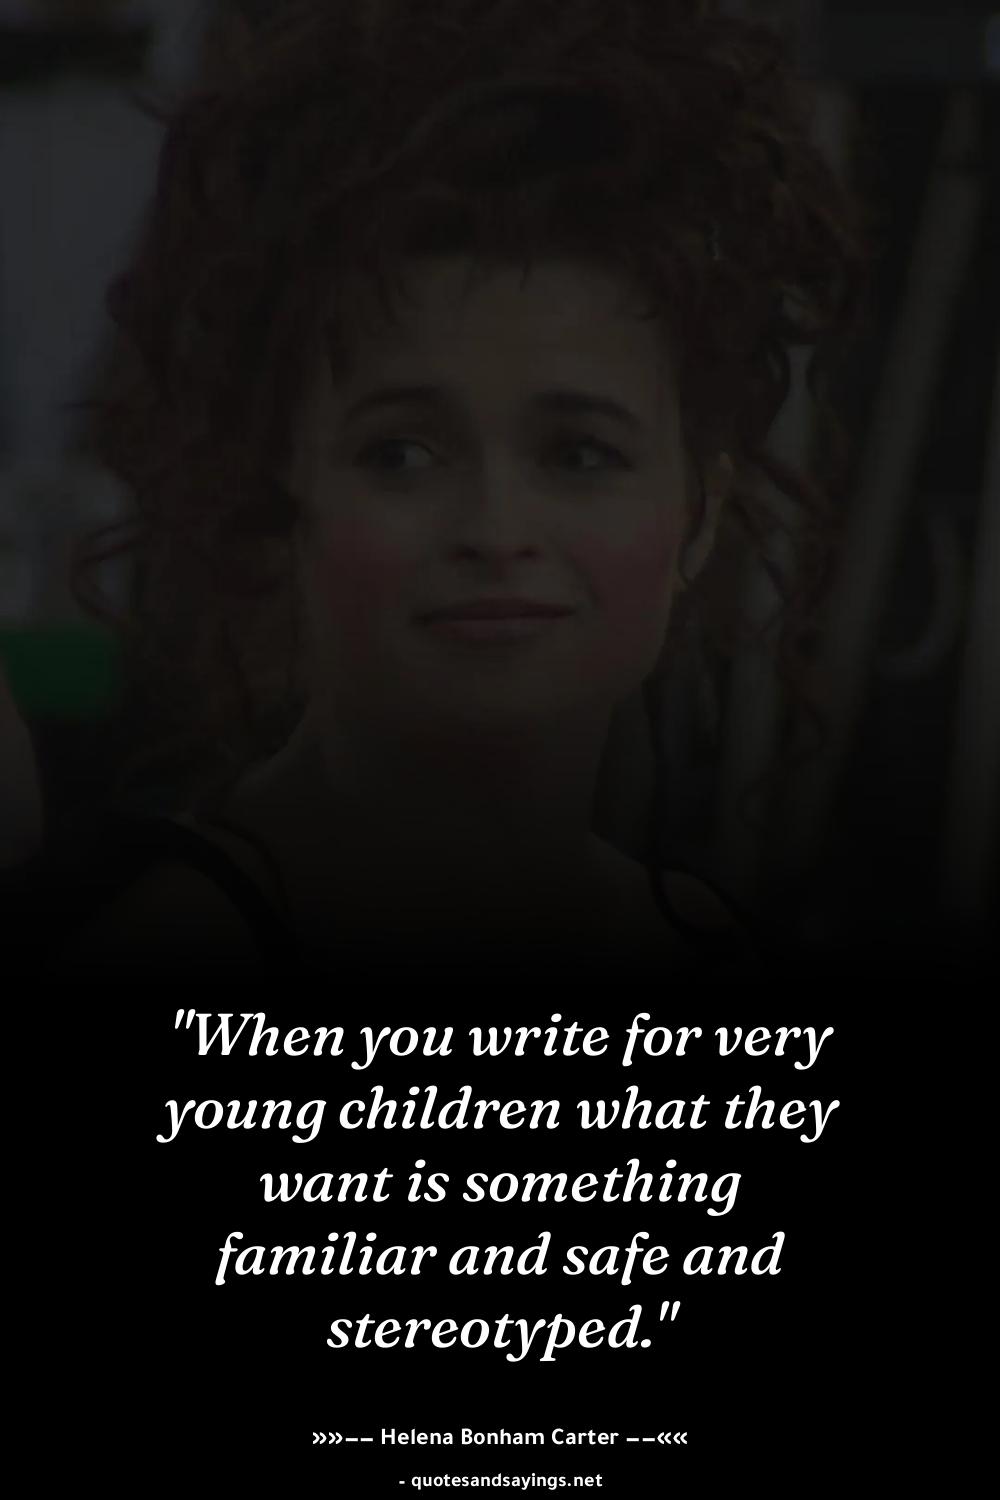 "When you write for very
young children what they
want is something
familiar and safe and
stereotyped."
»»-- Helena Bonham Carter --««
- quotesandsayings.net